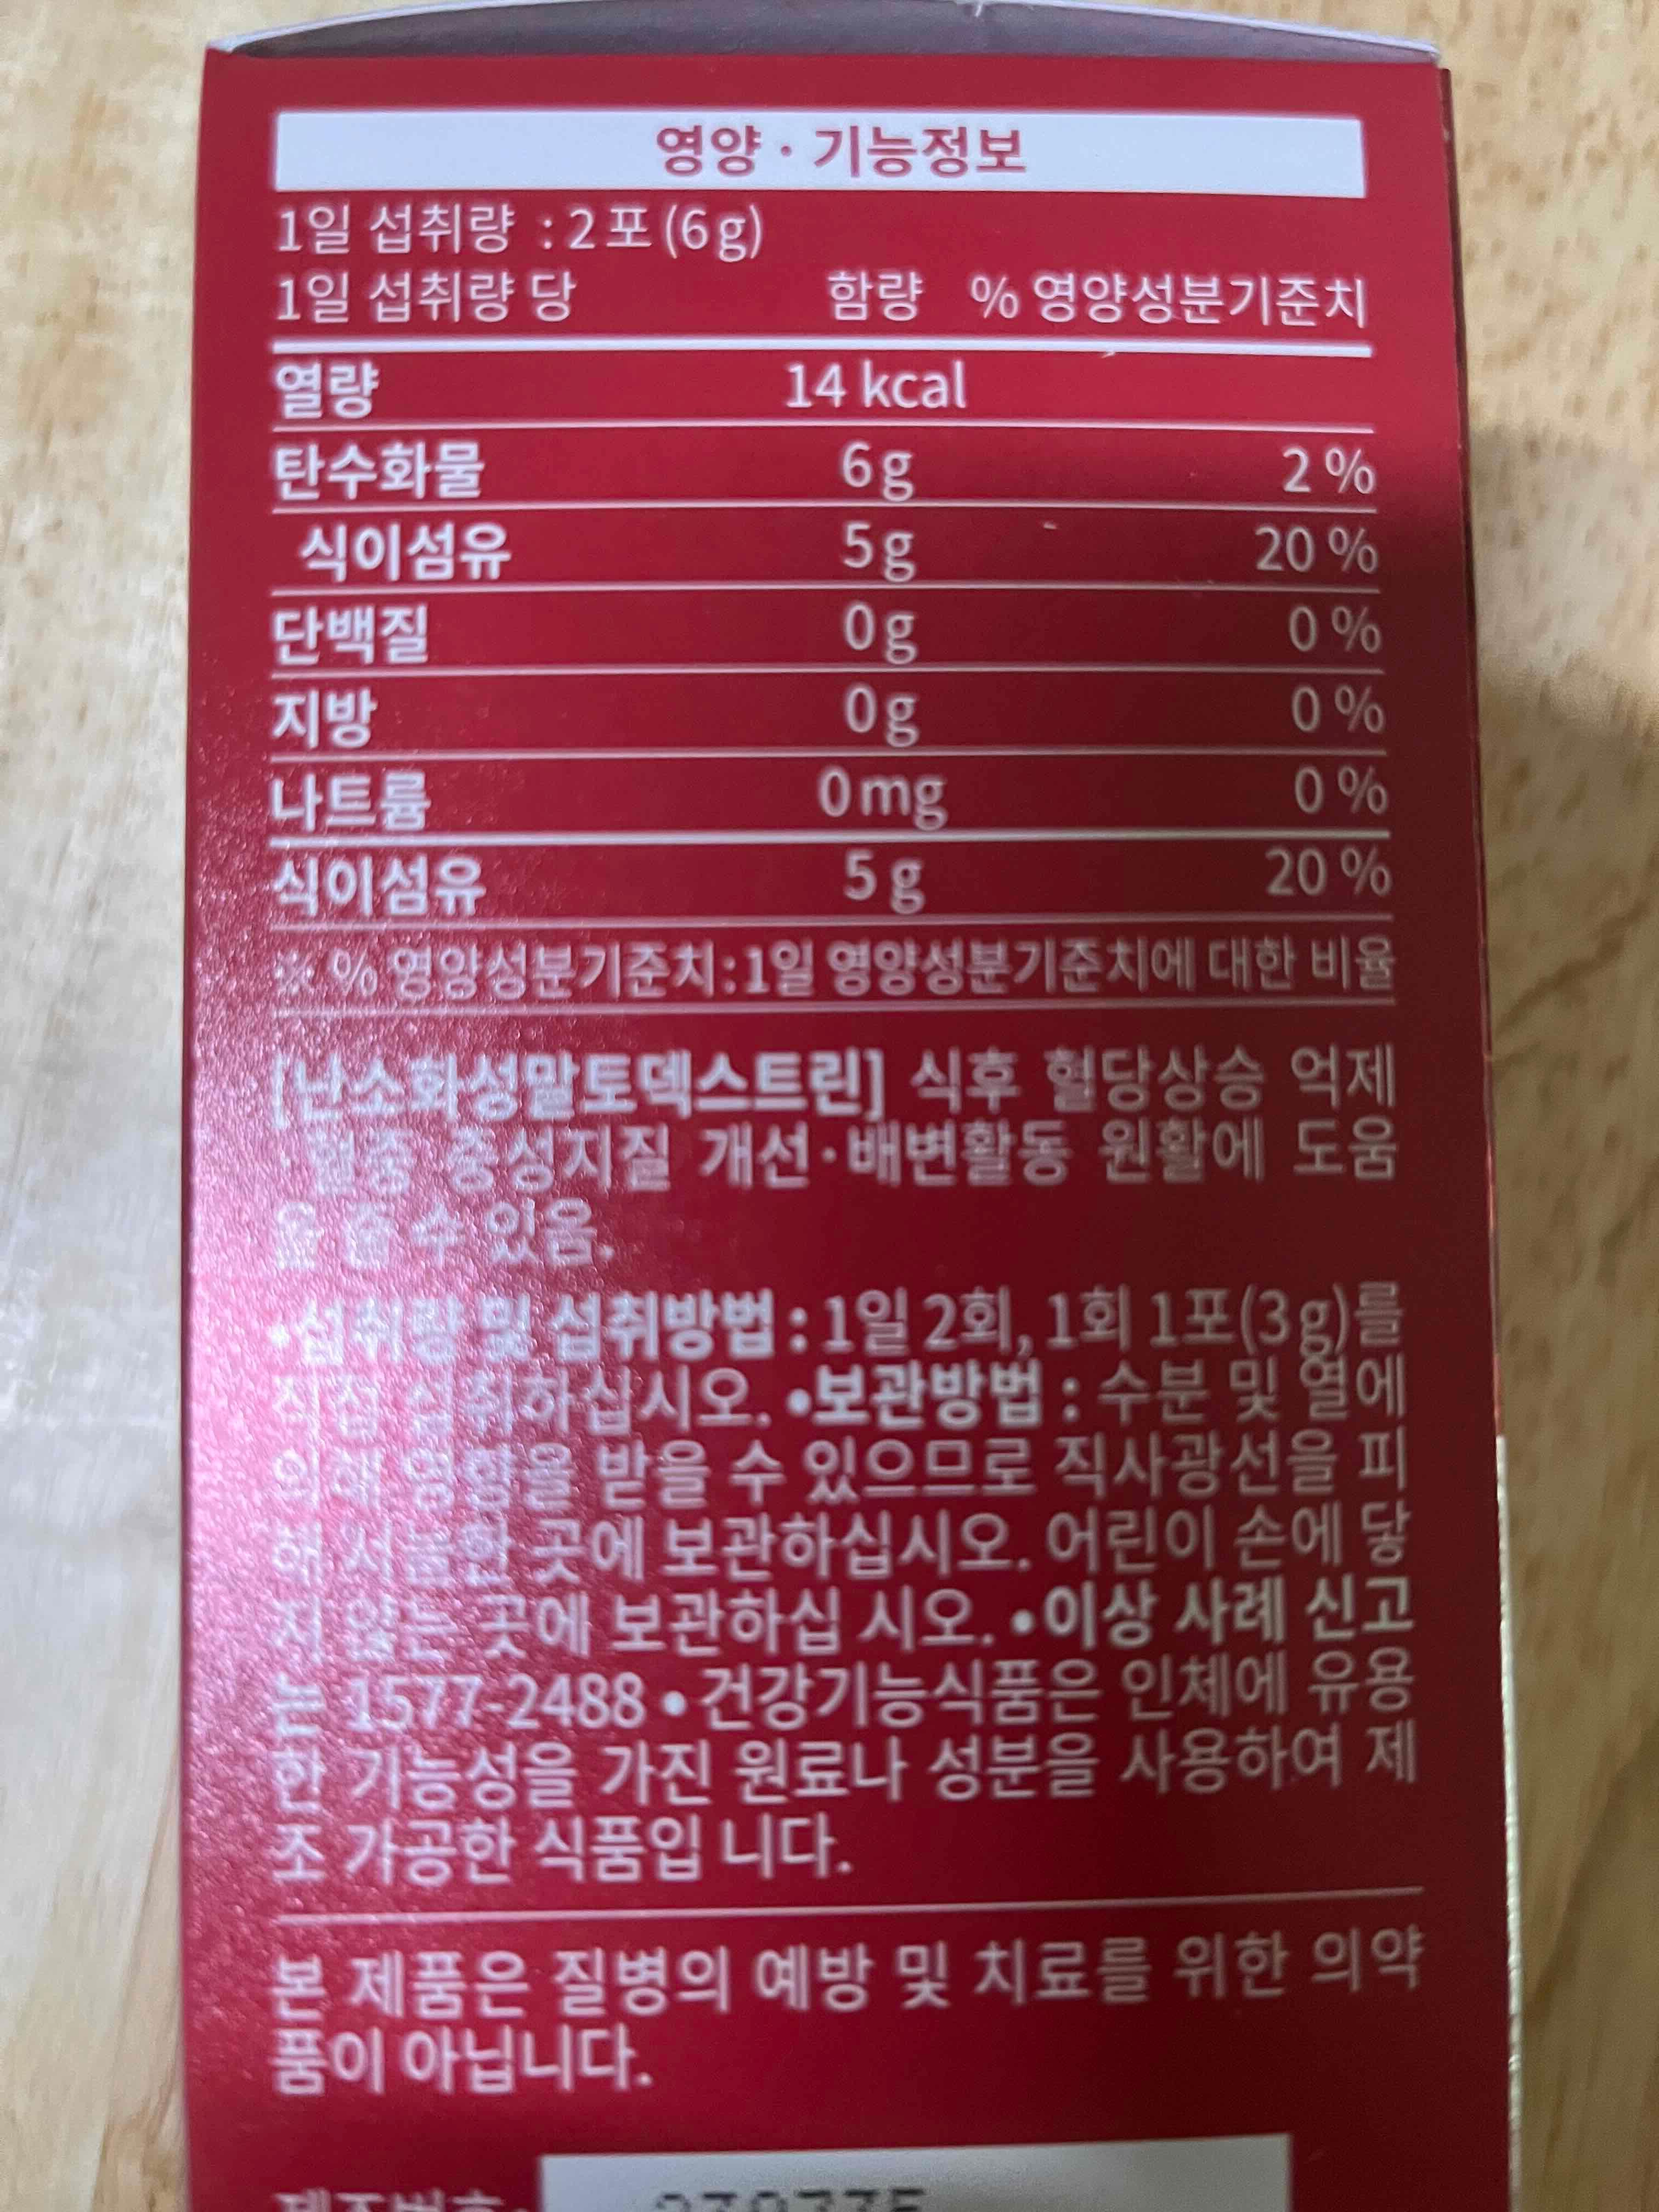 영양 · 기능정보
1일 섭취량 : 2포 (6g)
1일 섭취량 당 함량 % 영양성분기준치
열량 14 kcal
탄수화물 6g 2 %
식이섬유 5g 20 %
단백질 0g 0 %
지방 0g 0 %
나트륨 0mg 0 %
식이섬유 5g 20 %
※ % 영양성분기준치:1일 영양성분기준치에 대한 비율
[난소화성말토덱스트린] 식후 혈당상승 억제
· 혈중 중성지질 개선·배변활동 원활에 도움
을 줄 수 있음.
•섭취량 및 섭취방법 : 1일 2회, 1회 1포(3g)를
직접 섭취하십시오. •보관방법 : 수분 및 열에
의해 영향을 받을 수 있으므로 직사광선을 피
해 서늘한 곳에 보관하십시오. 어린이 손에 닿
지 않는 곳에 보관하십 시오. •이상 사례 신고
는 1577-2488 • 건강기능식품은 인체에 유용
한 기능성을 가진 원료나 성분을 사용하여 제
조 가공한 식품입 니다.
본 제품은 질병의 예방 및 치료를 위한 의약
품이 아닙니다.